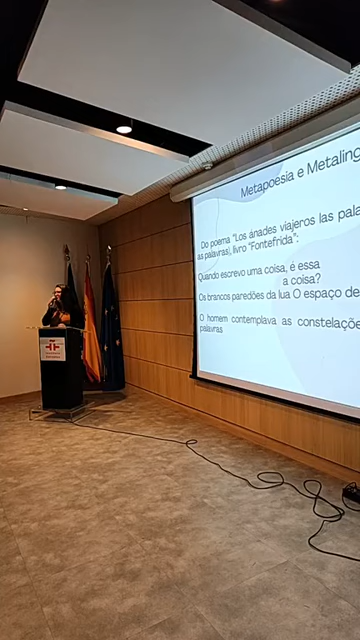 Metapoesia e Metaling
Do poema "Los ánades viajeros las pala
as palavras), livro "Fontefrida":
Quando escrevo uma coisa, é essa
a coisa?
Os brancos paredões da lua O espaço de
O homem contemplava as constelaçõe
palavras